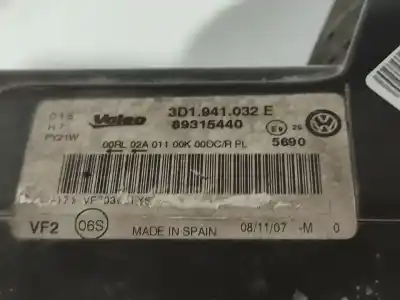 D1S
H7
PY21W
Valeo
3D1.941.032 E
89315440
E9
5690
00RL 02A 011 00K 00DC/R PL
VF2
06S
MADE IN SPAIN
08/11/07 -M 0